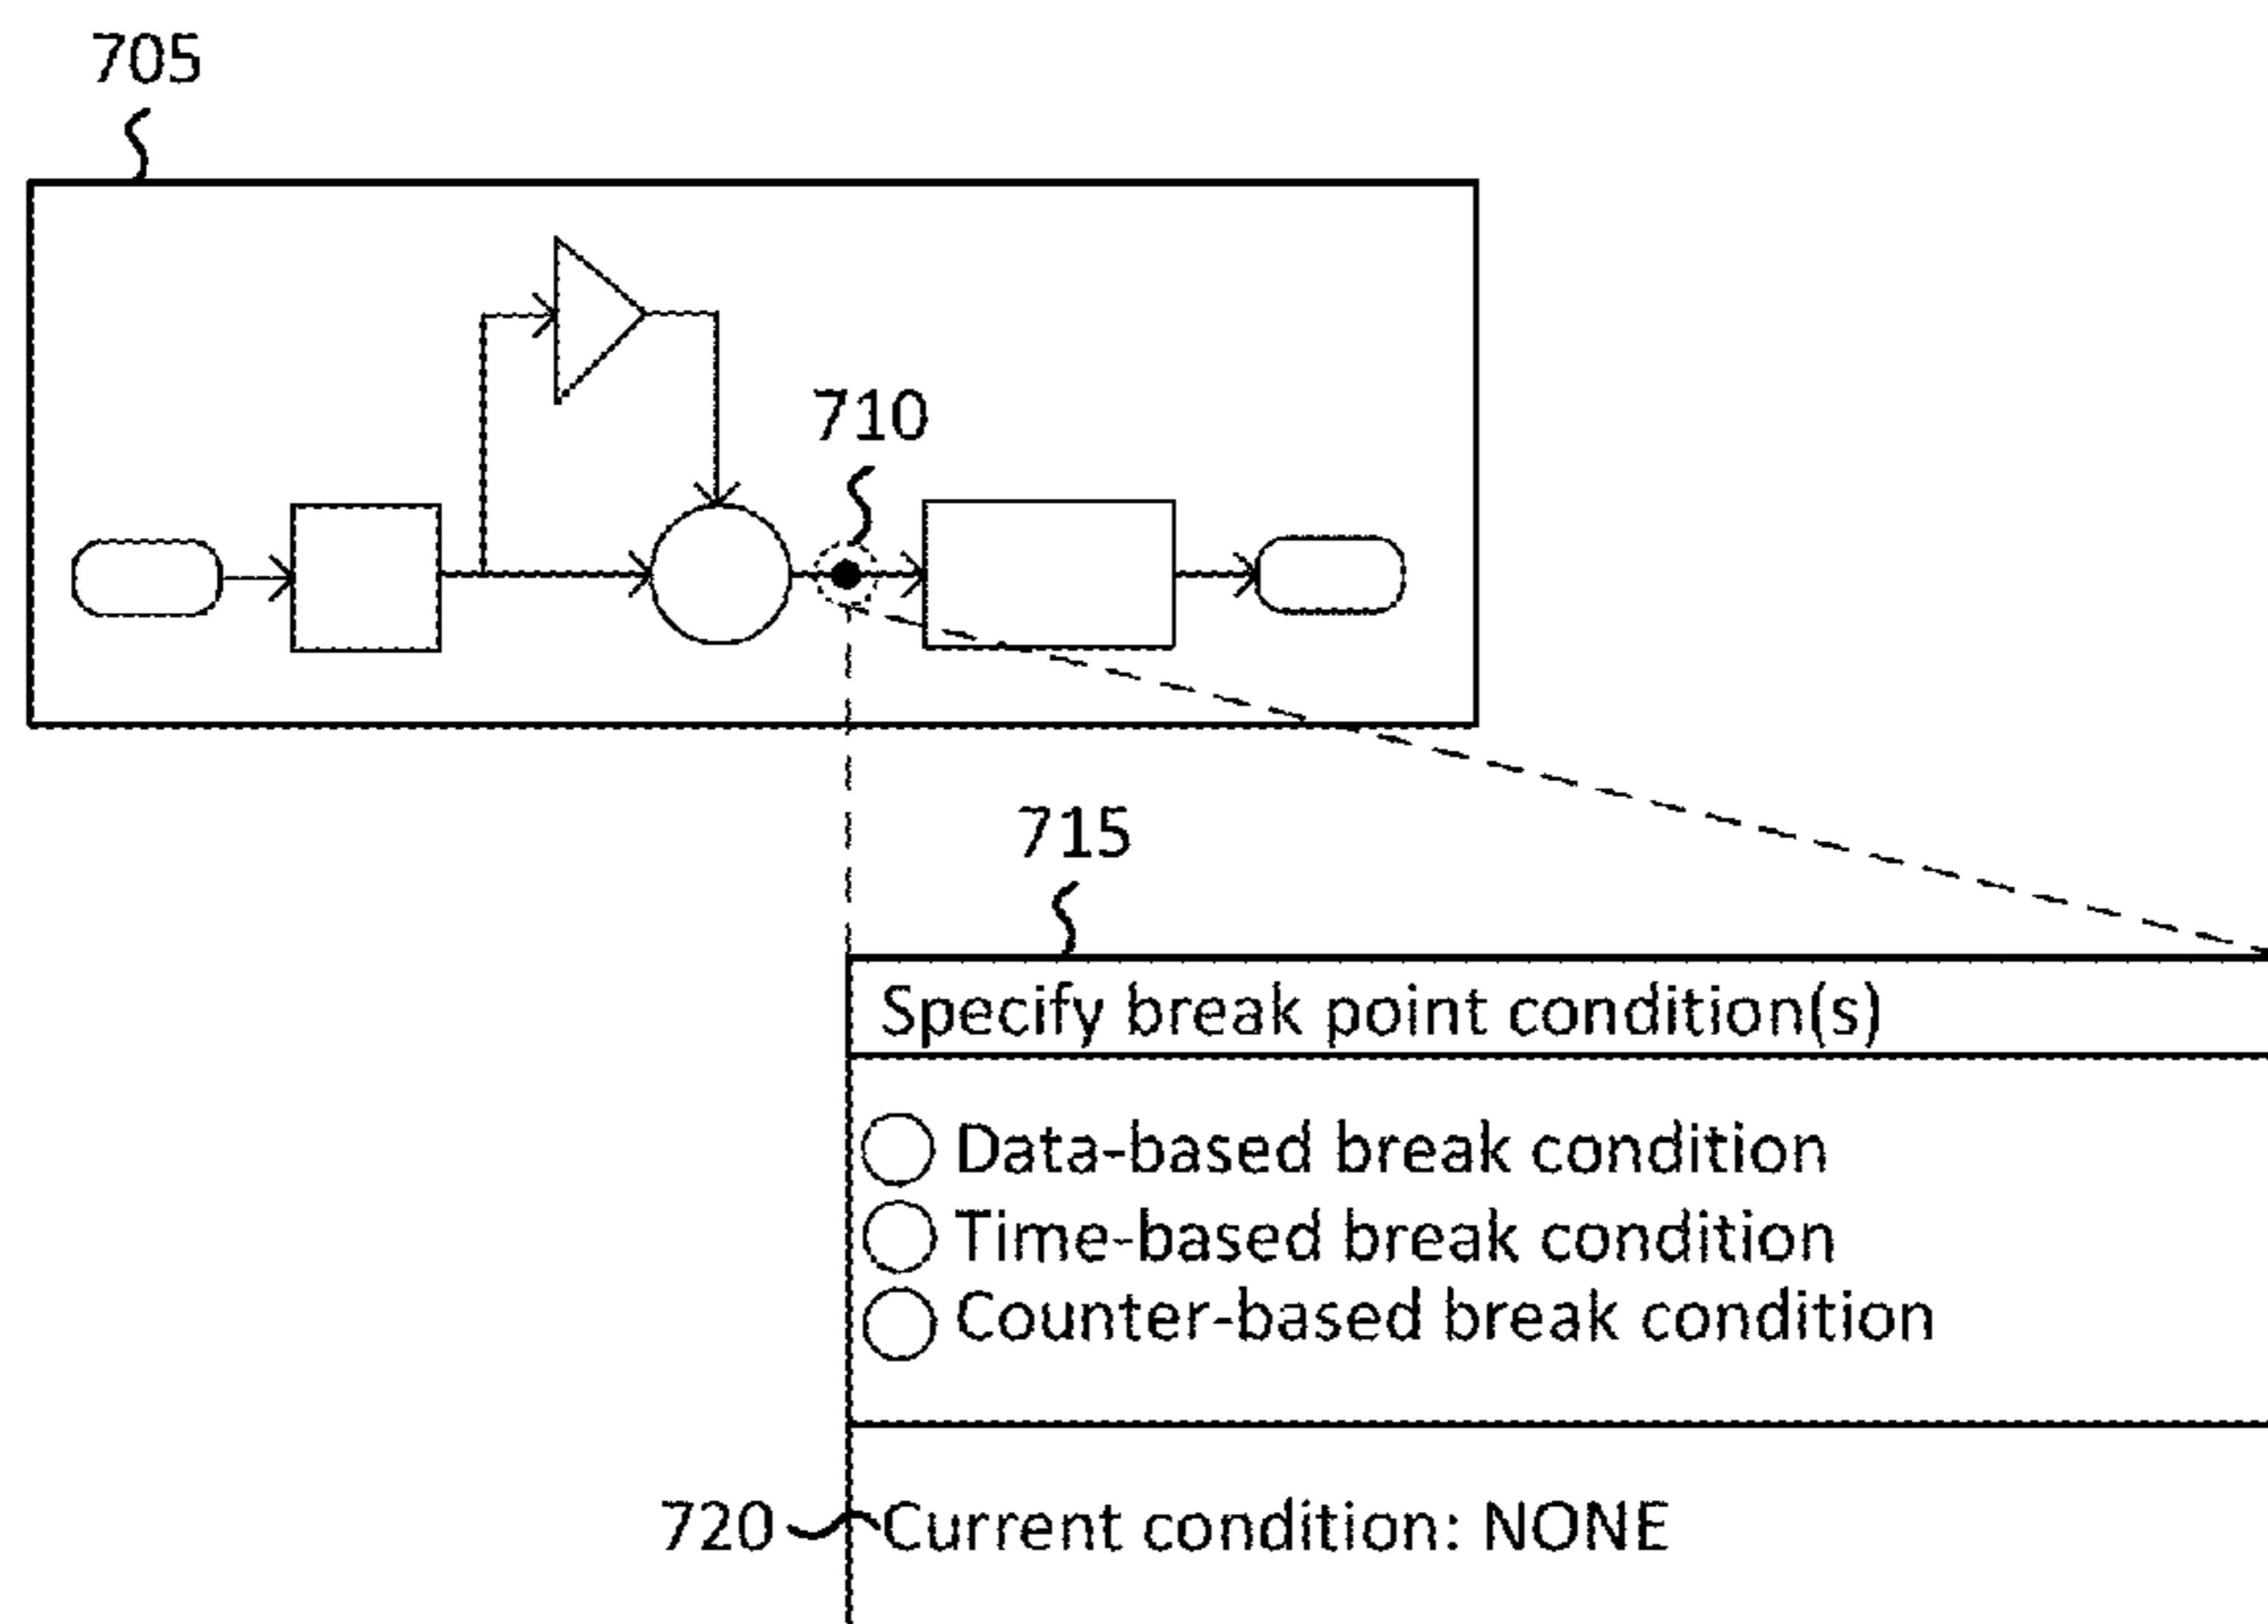 705
710
715
Specify break point condition(s)
Data-based break condition
Time-based break condition
Counter-based break condition
720 Current condition: NONE